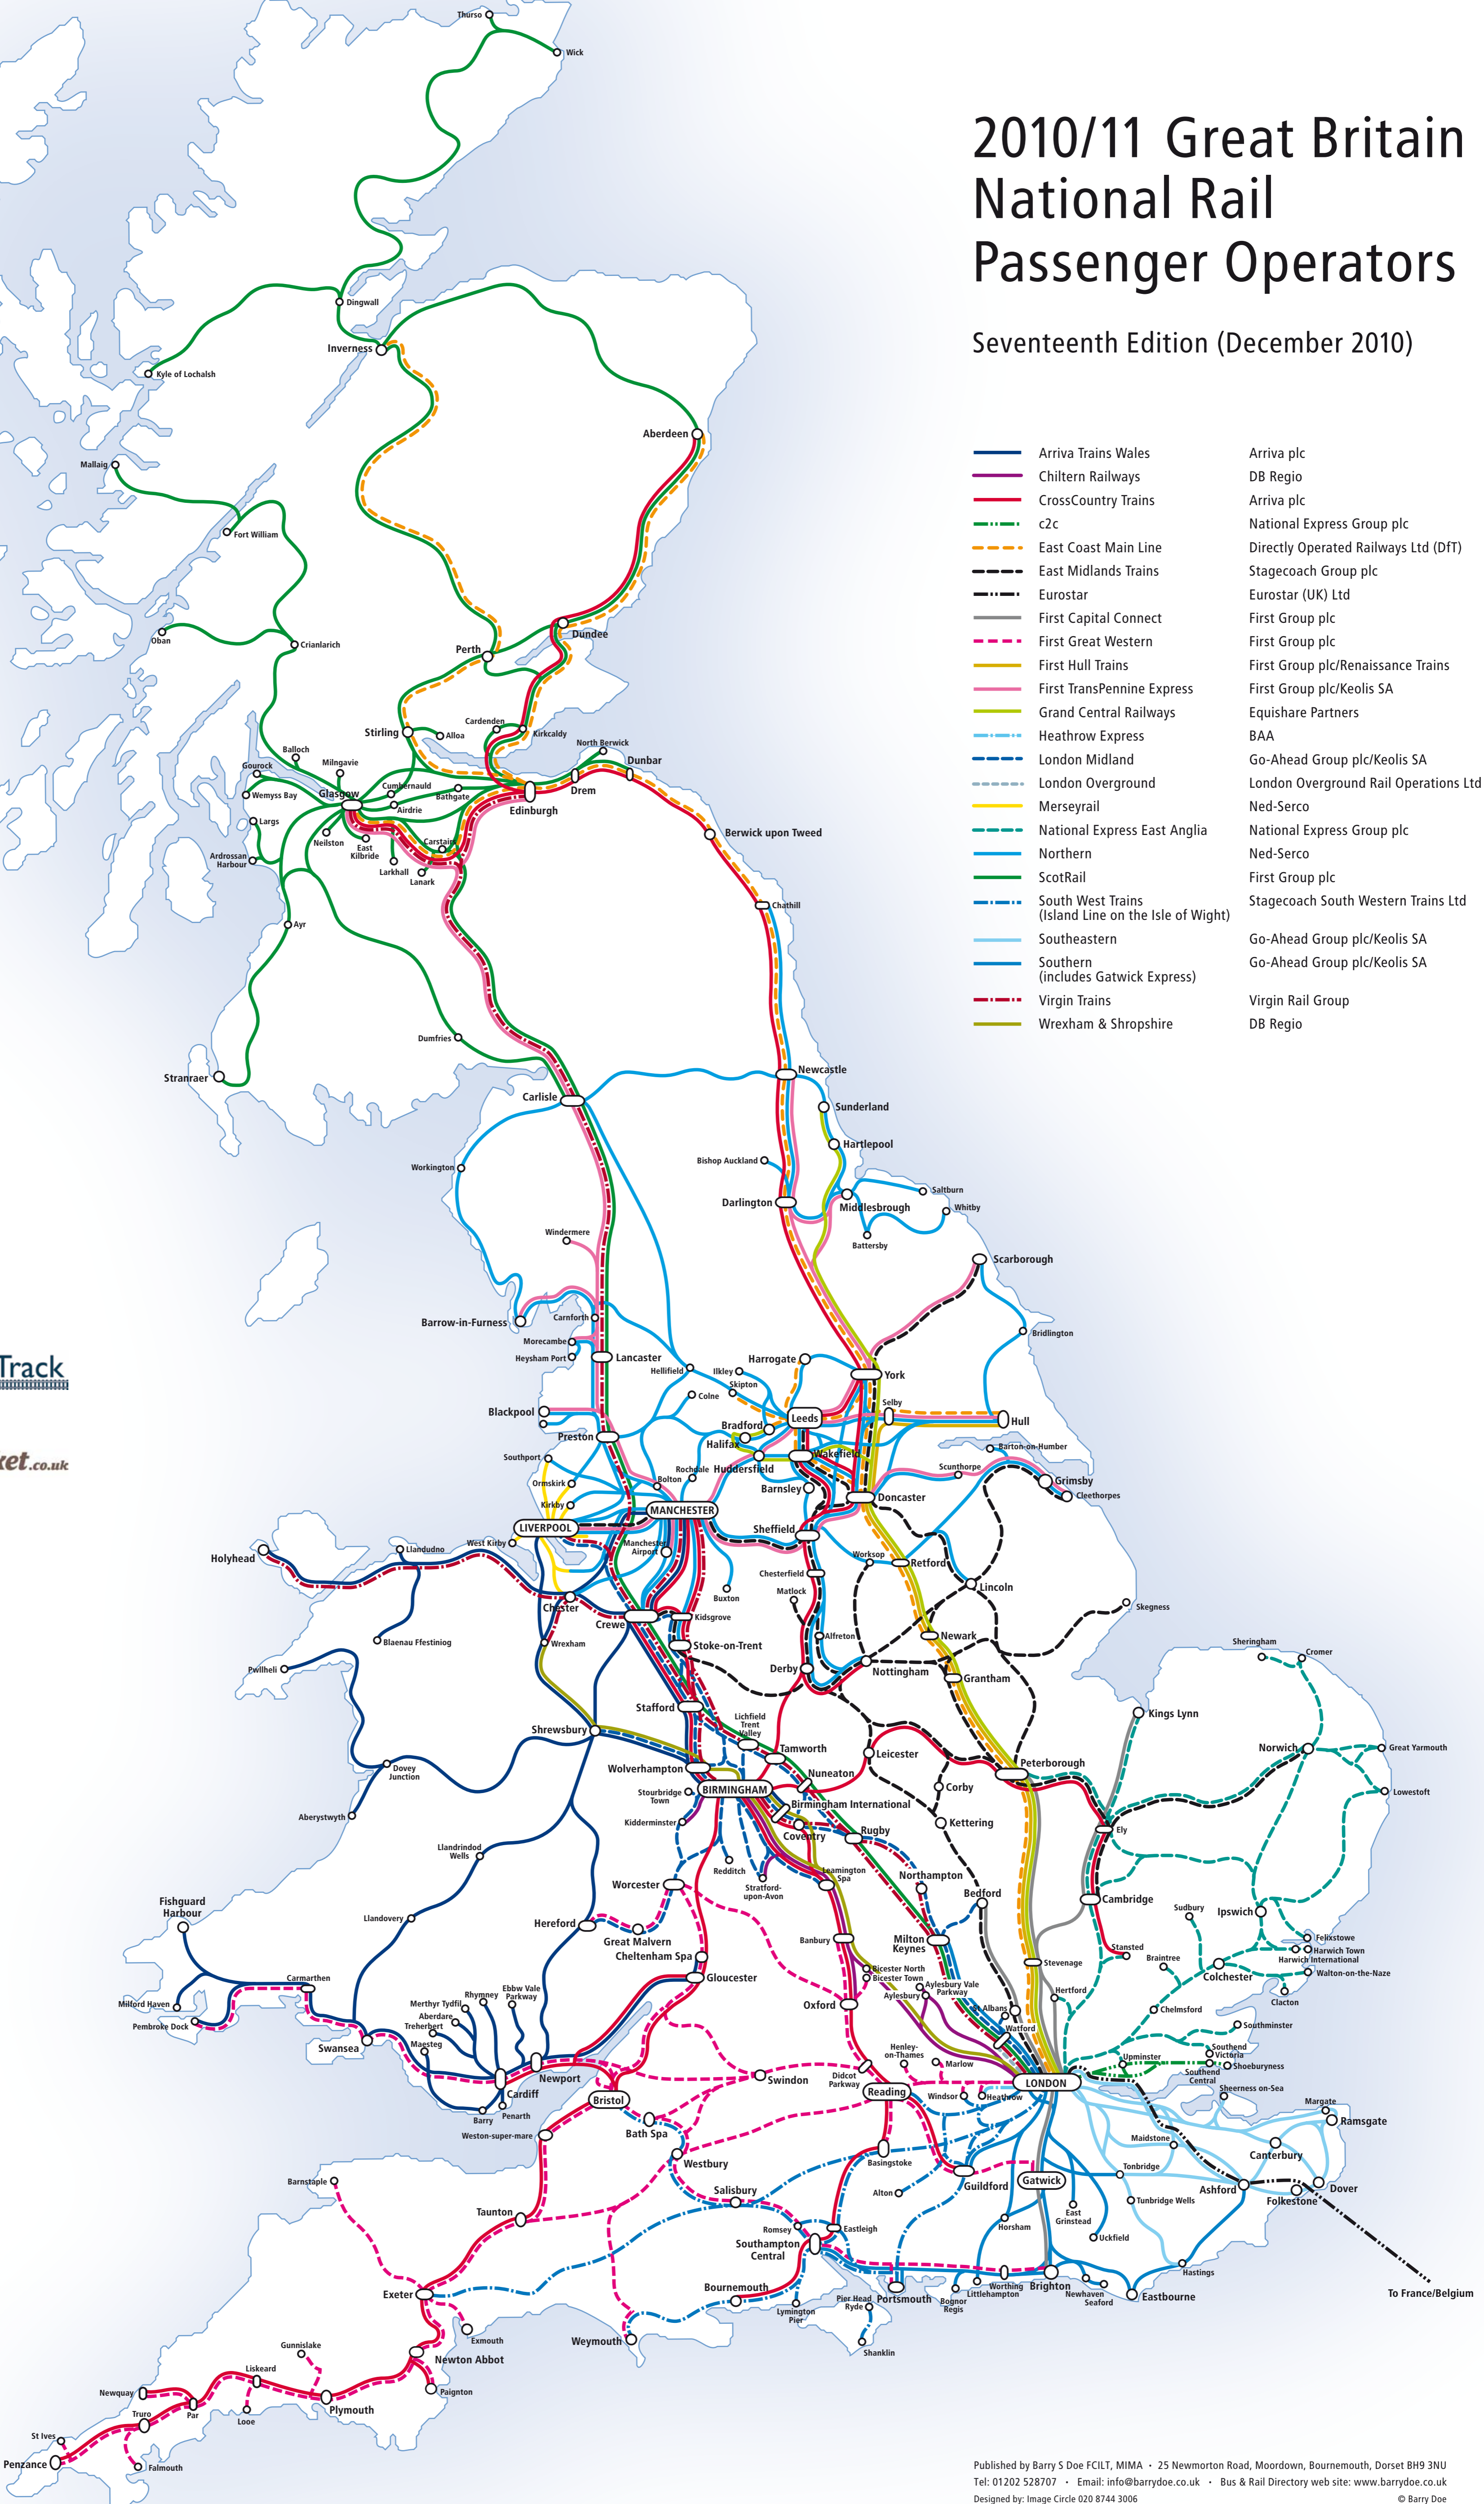 2010/11 Great Britain
National Rail
Passenger Operators
Seventeenth Edition (December 2010)
Arriva Trains Wales Arriva plc
Chiltern Railways DB Regio
CrossCountry Trains Arriva plc
c2c National Express Group plc
East Coast Main Line Directly Operated Railways Ltd (DfT)
East Midlands Trains Stagecoach Group plc
Eurostar Eurostar (UK) Ltd
First Capital Connect First Group plc
First Great Western First Group plc
First Hull Trains First Group plc/Renaissance Trains
First TransPennine Express First Group plc/Keolis SA
Grand Central Railways Equishare Partners
Heathrow Express BAA
London Midland Go-Ahead Group plc/Keolis SA
London Overground London Overground Rail Operations Ltd
Merseyrail Ned-Serco
National Express East Anglia National Express Group plc
Northern Ned-Serco
ScotRail First Group plc
South West Trains Stagecoach South Western Trains Ltd
(Island Line on the Isle of Wight)
Southeastern Go-Ahead Group plc/Keolis SA
Southern Go-Ahead Group plc/Keolis SA
(includes Gatwick Express)
Virgin Trains Virgin Rail Group
Wrexham & Shropshire DB Regio
Thurso
Wick
Dingwall
Inverness
Kyle of Lochalsh
Aberdeen
Mallaig
Fort William
Oban
Crianlarich
Dundee
Perth
Stirling
Alloa
Cardenden
Kirkcaldy
North Berwick
Dunbar
Drem
Edinburgh
Balloch
Milngavie
Gourock
Wemyss Bay
Glasgow
Cumbernauld
Bathgate
Airdrie
Largs
Ardrossan
Harbour
Neilston
East
Kilbride
Larkhall
Carstairs
Lanark
Ayr
Berwick upon Tweed
Chathill
Dumfries
Stranraer
Carlisle
Newcastle
Sunderland
Hartlepool
Workington
Bishop Auckland
Darlington
Middlesbrough
Saltburn
Whitby
Battersby
Windermere
Scarborough
Barrow-in-Furness
Carnforth
Morecambe
Heysham Port
Lancaster
Bridlington
Track
Hellifield
Ilkley
Skipton
Harrogate
York
Colne
Blackpool
Leeds
Selby
Hull
Preston
Bradford
Halifax
Wakefield
Huddersfield
Barton-on-Humber
ket.co.uk
Southport
Ormskirk
Kirkby
Bolton
Rochdale
Barnsley
Doncaster
Scunthorpe
Grimsby
Cleethorpes
MANCHESTER
LIVERPOOL
West Kirby
Manchester
Airport
Sheffield
Holyhead
Llandudno
Chester
Buxton
Chesterfield
Matlock
Worksop
Retford
Lincoln
Skegness
Crewe
Kidsgrove
Blaenau Ffestiniog
Wrexham
Stoke-on-Trent
Alfreton
Newark
Pwllheli
Derby
Nottingham
Grantham
Sheringham
Cromer
Stafford
Lichfield
Trent
Valley
Kings Lynn
Shrewsbury
Tamworth
Leicester
Peterborough
Norwich
Great Yarmouth
Dovey
Junction
Wolverhampton
Nuneaton
Corby
Lowestoft
Stourbridge
Town
BIRMINGHAM
Birmingham International
Aberystwyth
Kidderminster
Coventry
Rugby
Kettering
Ely
Llandrindod
Wells
Redditch
Stratford-
upon-Avon
Leamington
Spa
Northampton
Worcester
Bedford
Cambridge
Fishguard
Harbour
Llandovery
Hereford
Great Malvern
Banbury
Milton
Keynes
Sudbury
Ipswich
Felixstowe
Harwich Town
Harwich International
Cheltenham Spa
Gloucester
Bicester North
Bicester Town
Aylesbury Vale
Parkway
Aylesbury
Stevenage
Stansted
Braintree
Colchester
Walton-on-the-Naze
Clacton
Carmarthen
Milford Haven
Pembroke Dock
Ebbw Vale
Parkway
Rhymney
Merthyr Tydfil
Aberdare
Treherbert
Maesteg
Oxford
St Albans
Watford
Hertford
Chelmsford
Southminster
Swansea
Newport
Cardiff
Barry
Penarth
Bristol
Swindon
Didcot
Parkway
Henley-
on-Thames
Marlow
Reading
Windsor
Heathrow
LONDON
Upminster
Southend
Victoria
Southend
Central
Shoeburyness
Sheerness on-Sea
Weston-super-mare
Bath Spa
Westbury
Basingstoke
Margate
Ramsgate
Canterbury
Maidstone
Barnstaple
Salisbury
Alton
Guildford
Gatwick
Tonbridge
Tunbridge Wells
Ashford
Folkestone
Dover
Taunton
Romsey
Eastleigh
Southampton
Central
Horsham
East
Grinstead
Uckfield
Hastings
Exeter
Bournemouth
Lymington
Pier
Pier Head
Ryde
Portsmouth
Bognor
Regis
Littlehampton
Worthing
Brighton
Newhaven
Seaford
Eastbourne
To France/Belgium
Exmouth
Weymouth
Shanklin
Gunnislake
Newton Abbot
Liskeard
Paignton
Newquay
Par
Looe
Plymouth
Truro
St Ives
Penzance
Falmouth
Published by Barry S Doe FCILT, MIMA • 25 Newmorton Road, Moordown, Bournemouth, Dorset BH9 3NU
Tel: 01202 528707 • Email: info@barrydoe.co.uk • Bus & Rail Directory web site: www.barrydoe.co.uk
Designed by: Image Circle 020 8744 3006 © Barry Doe